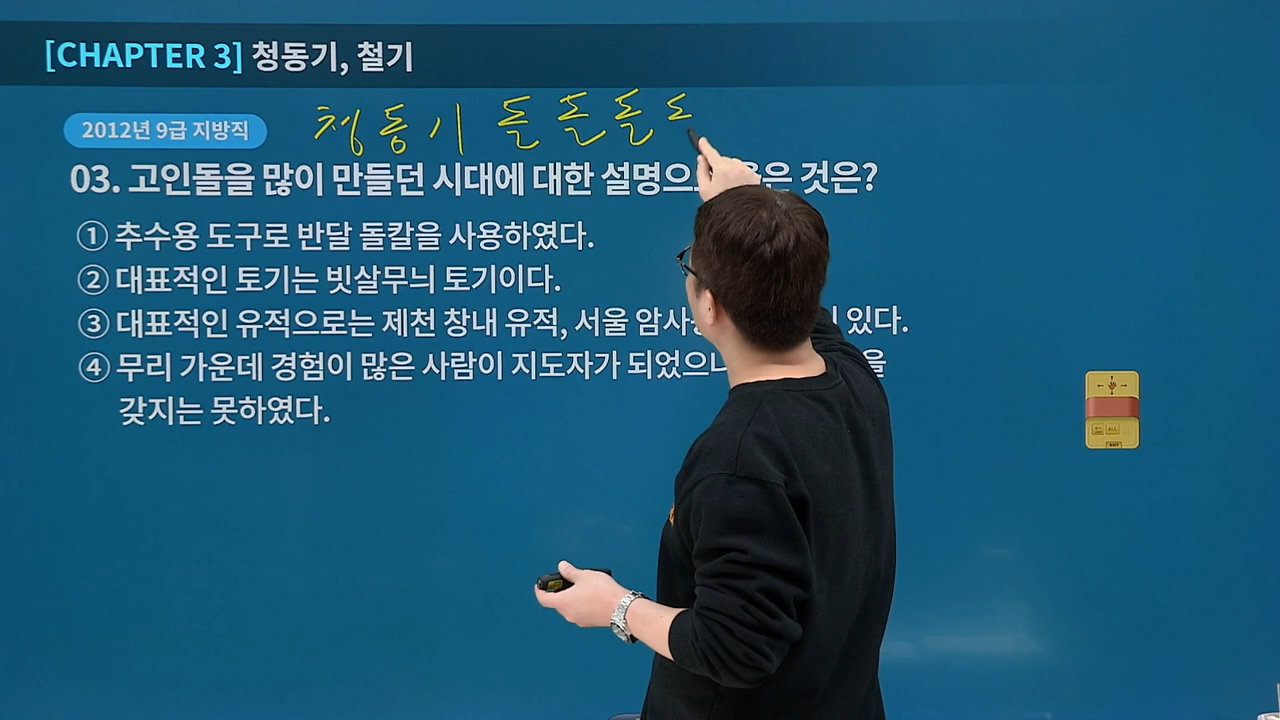 [CHAPTER 3] 청동기, 철기
청동기 돌 돌 돌 도
2012년 9급 지방직
03. 고인돌을 많이 만들던 시대에 대한 설명으 은 것은?
① 추수용 도구로 반달 돌칼을 사용하였다.
② 대표적인 토기는 빗살무늬 토기이다.
③ 대표적인 유적으로는 제천 창내 유적, 서울 암사 있다.
④ 무리 가운데 경험이 많은 사람이 지도자가 되었으나 을
갖지는 못하였다.